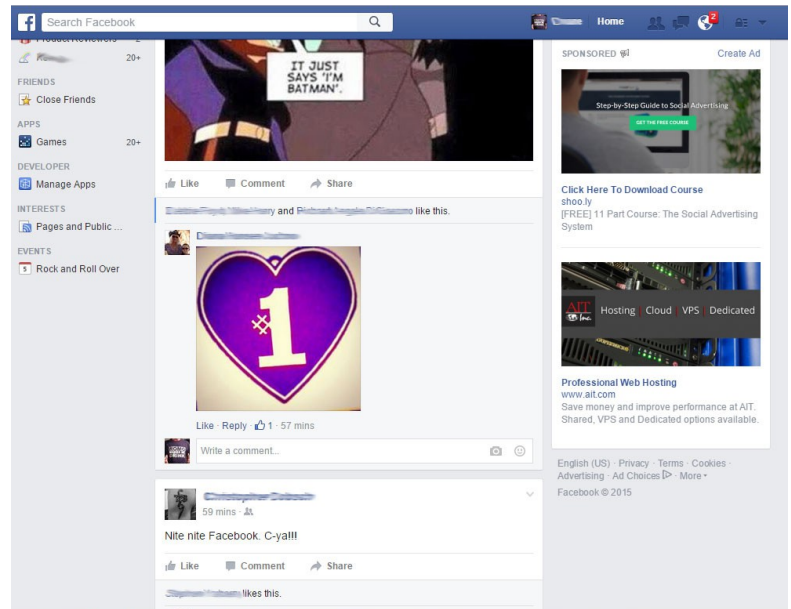 f Search Facebook
Home
2
Product Reviewers
20+
FRIENDS
Close Friends
APPS
Games 20+
DEVELOPER
Manage Apps
INTERESTS
Pages and Public ...
EVENTS
5 Rock and Roll Over
IT JUST
SAYS 'I'M
BATMAN'.
Like Comment Share
and like this.
#1
Like · Reply · 1 · 57 mins
Write a comment...
59 mins ·
Nite nite Facebook. C-ya!!!
Like Comment Share
likes this.
SPONSORED Create Ad
Step-by-Step Guide to Social Advertising
GET THE FREE COURSE
Click Here To Download Course
shoo.ly
[FREE] 11 Part Course: The Social Advertising
System
AIT Inc. Hosting | Cloud | VPS | Dedicated
Professional Web Hosting
www.ait.com
Save money and improve performance at AIT.
Shared, VPS and Dedicated options available.
English (US) · Privacy · Terms · Cookies ·
Advertising · Ad Choices · More
Facebook © 2015